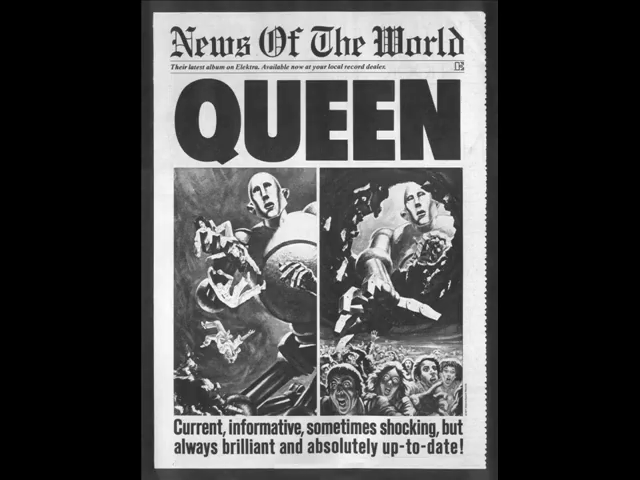 News Of The World
Their latest album on Elektra. Available now at your local record dealer.
QUEEN
Current, informative, sometimes shocking, but
always brilliant and absolutely up-to-date!